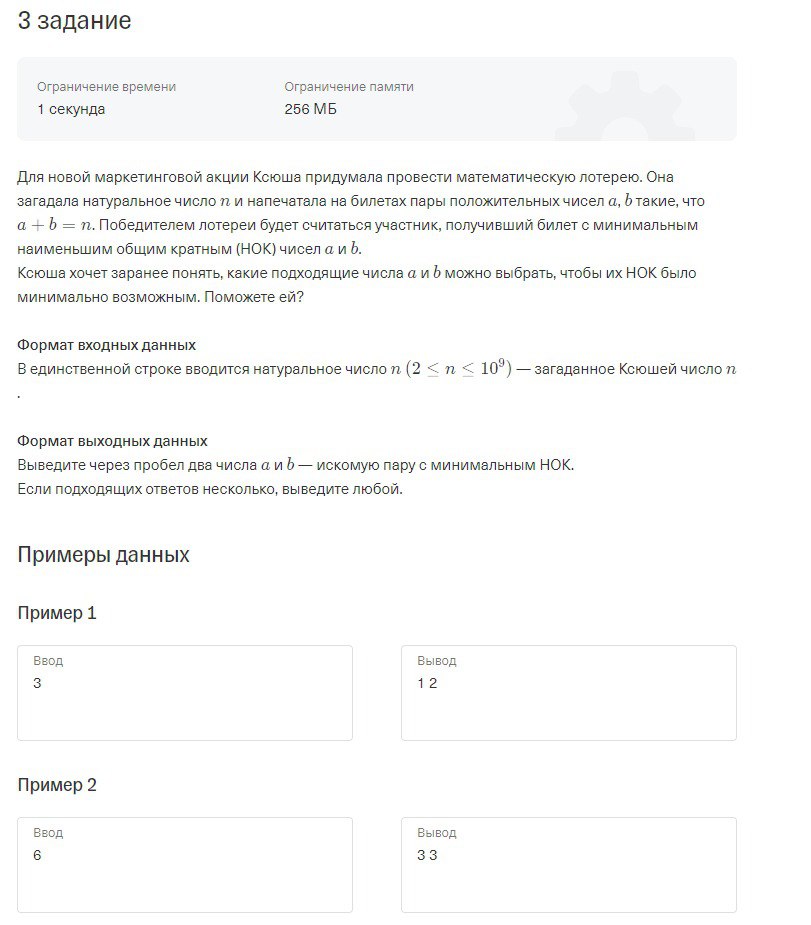 3 задание
Ограничение времени
Ограничение памяти
1 секунда
256 МБ
Для новой маркетинговой акции Ксюша придумала провести математическую лотерею. Она
загадала натуральное число n и напечатала на билетах пары положительных чисел a, b такие, что
a + b = n. Победителем лотереи будет считаться участник, получивший билет с минимальным
наименьшим общим кратным (НОК) чисел a и b.
Ксюша хочет заранее понять, какие подходящие числа a и b можно выбрать, чтобы их НОК было
минимально возможным. Поможете ей?
Формат входных данных
В единственной строке вводится натуральное число n (2 ≤ n ≤ 10⁹) — загаданное Ксюшей число n
.
Формат выходных данных
Выведите через пробел два числа a и b — искомую пару с минимальным НОК.
Если подходящих ответов несколько, выведите любой.
Примеры данных
Пример 1
Ввод
Вывод
3
1 2
Пример 2
Ввод
Вывод
6
3 3